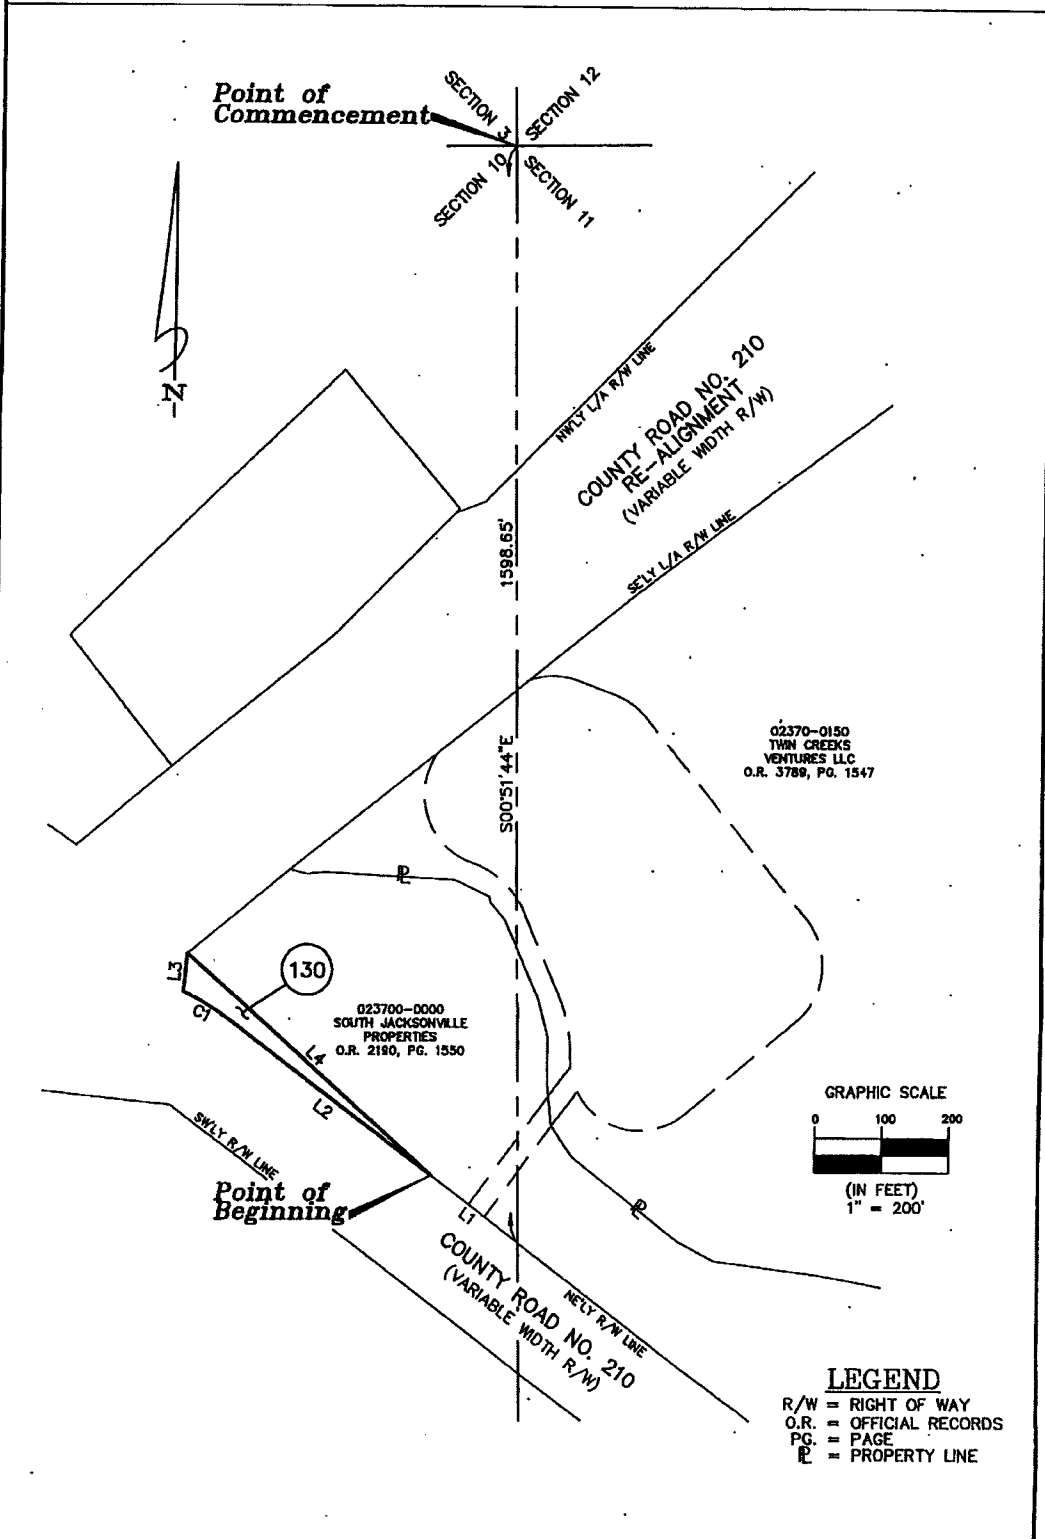 Point of
Commencement
SECTION 3
SECTION 12
SECTION 10
SECTION 11
N
NW'LY L/A R/W LINE
COUNTY ROAD NO. 210
RE-ALIGNMENT
(VARIABLE WIDTH R/W)
SE'LY L/A R/W LINE
1598.65'
S00°51'44"E
02370-0150
TWIN CREEKS
VENTURES LLC
O.R. 3789, PG. 1547
PL
130
L3
C1
L4
L2
023700-0000
SOUTH JACKSONVILLE
PROPERTIES
O.R. 2190, PG. 1550
SW'LY R/W LINE
Point of
Beginning
L1
PL
COUNTY ROAD NO. 210
(VARIABLE WIDTH R/W)
NE'LY R/W LINE
GRAPHIC SCALE
0 100 200
(IN FEET)
1" = 200'
LEGEND
R/W = RIGHT OF WAY
O.R. = OFFICIAL RECORDS
PG. = PAGE
PL = PROPERTY LINE